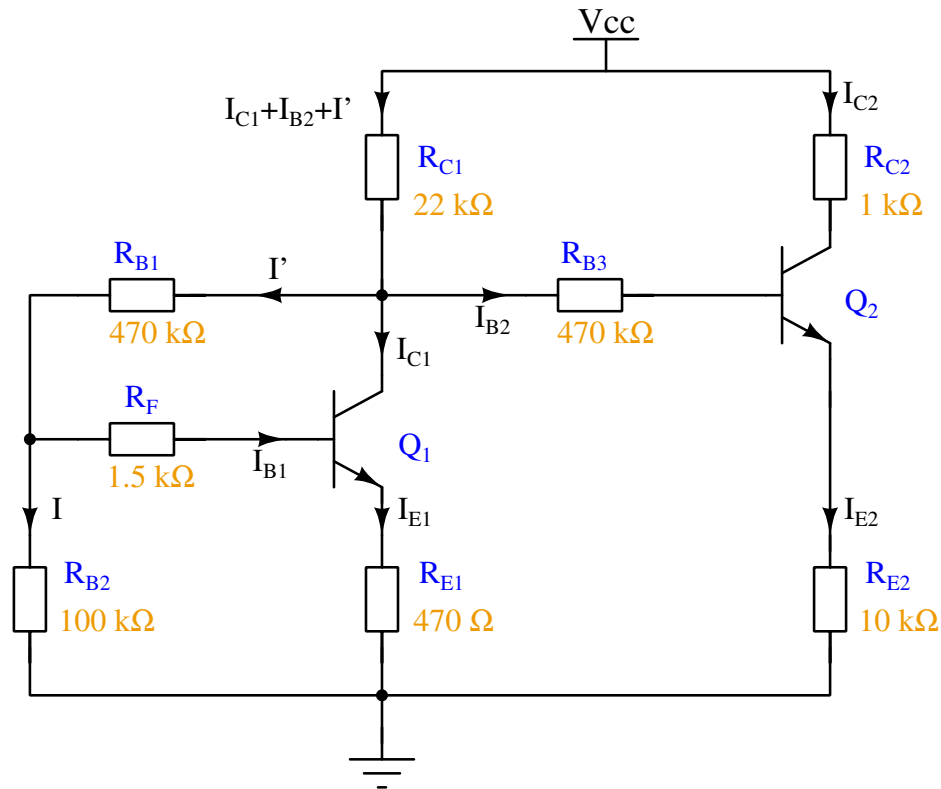 Vcc
I_C1+I_B2+I’
I_C2
R_C1
22 kΩ
R_C2
1 kΩ
R_B1
I’
470 kΩ
R_B3
I_B2
470 kΩ
Q_2
I_C1
R_F
Q_1
I_B1
1.5 kΩ
I
I_E1
I_E2
R_B2
100 kΩ
R_E1
470 Ω
R_E2
10 kΩ